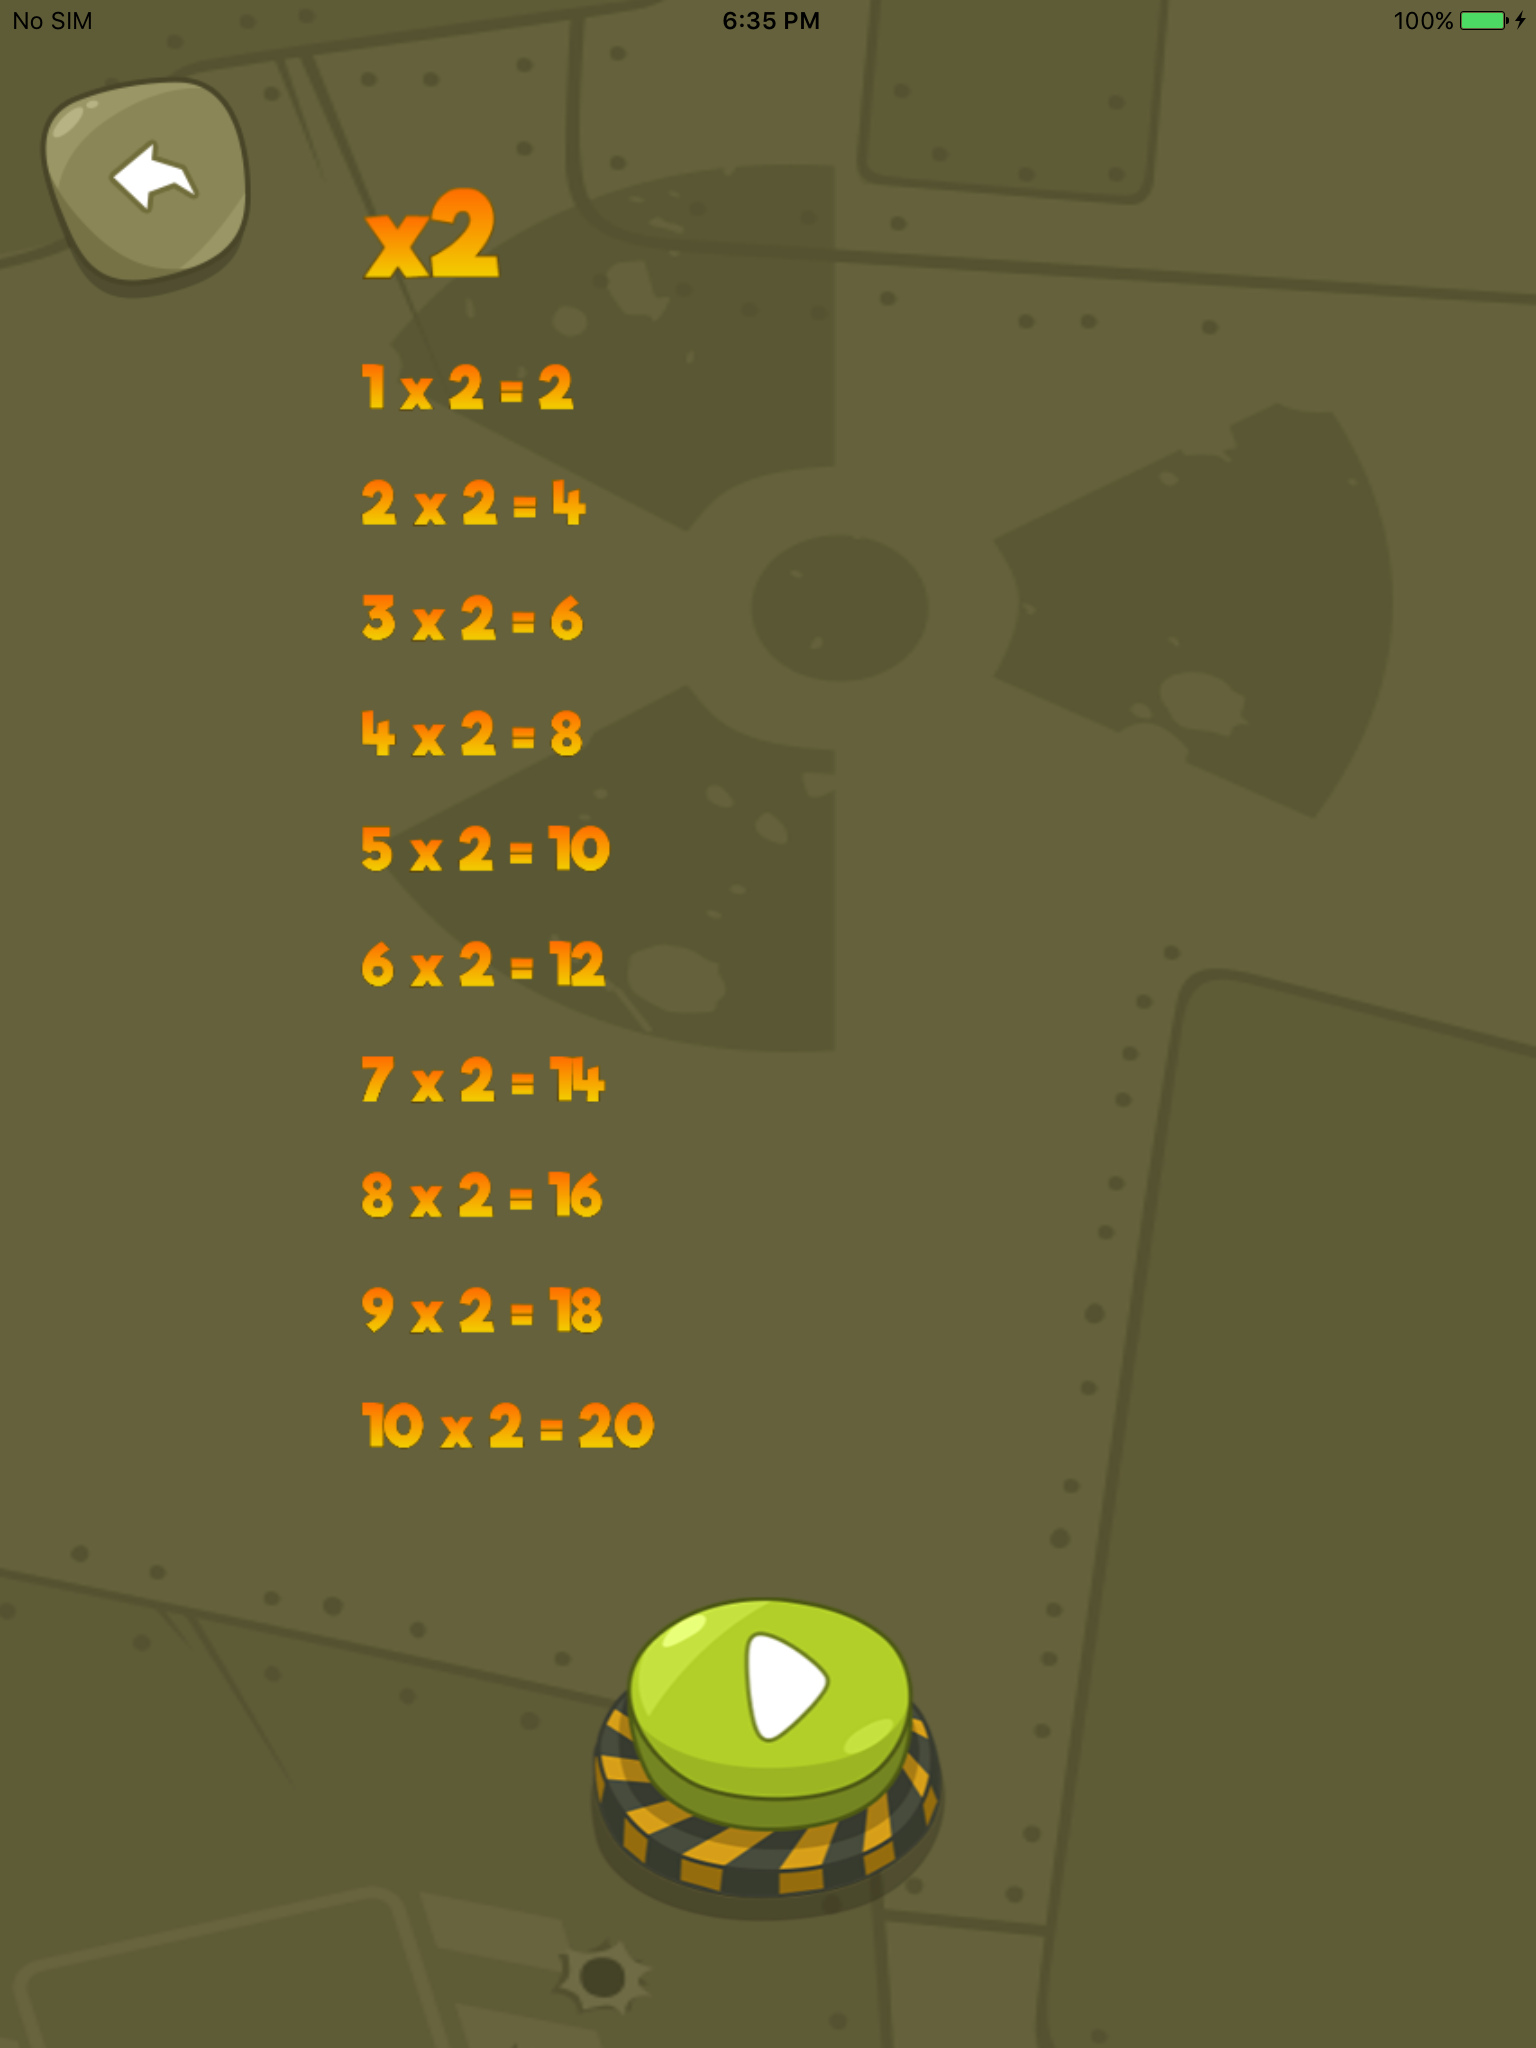 No SIM 6:35 PM 100%
x2
1 x 2 = 2
2 x 2 = 4
3 x 2 = 6
4 x 2 = 8
5 x 2 = 10
6 x 2 = 12
7 x 2 = 14
8 x 2 = 16
9 x 2 = 18
10 x 2 = 20